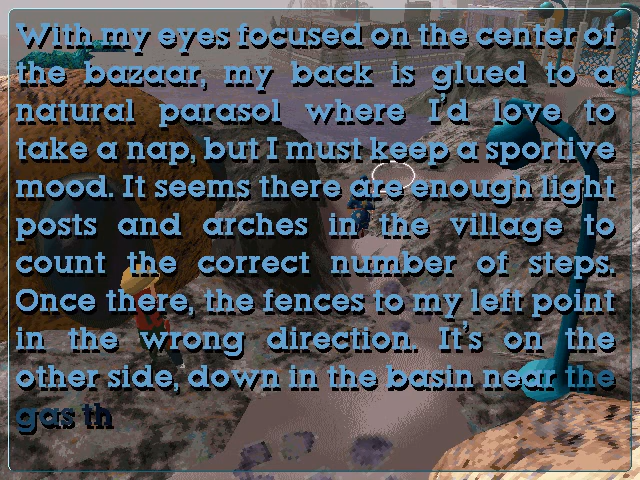 With my eyes focused on the center of
the bazaar, my back is glued to a
natural parasol where I'd love to
take a nap, but I must keep a sportive
mood. It seems there are enough light
posts and arches in the village to
count the correct number of steps.
Once there, the fences to my left point
in the wrong direction. It's on the
other side, down in the basin near the
gas th